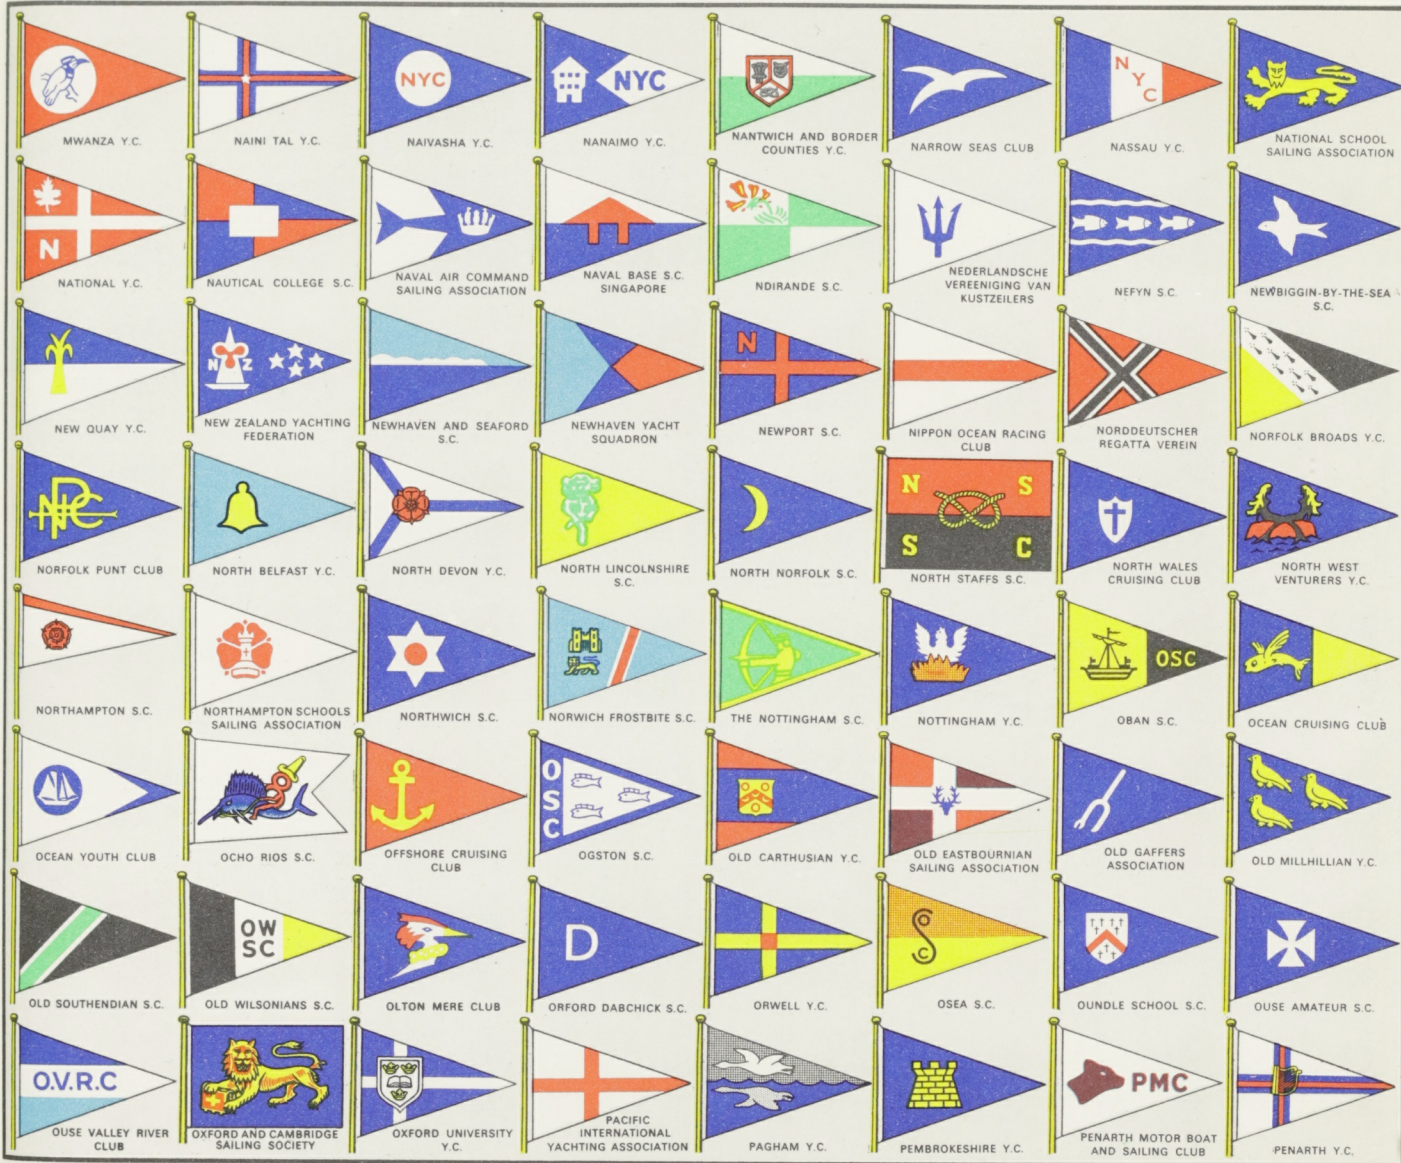 NYC
NYC
N
Y
C
MWANZA Y.C.
NAINI TAL Y.C.
NAIVASHA Y.C.
NANAIMO Y.C.
NANTWICH AND BORDER
COUNTIES Y.C.
NARROW SEAS CLUB
NASSAU Y.C.
NATIONAL SCHOOL
SAILING ASSOCIATION
N
NATIONAL Y.C.
NAUTICAL COLLEGE S.C.
NAVAL AIR COMMAND
SAILING ASSOCIATION
NAVAL BASE S.C.
SINGAPORE
NDIRANDE S.C.
NEDERLANDSCHE
VEREENIGING VAN
KUSTZEILERS
NEFYN S.C.
NEWBIGGIN-BY-THE-SEA
S.C.
N Z
N
NEW QUAY Y.C.
NEW ZEALAND YACHTING
FEDERATION
NEWHAVEN AND SEAFORD
S.C.
NEWHAVEN YACHT
SQUADRON
NEWPORT S.C.
NIPPON OCEAN RACING
CLUB
NORDDEUTSCHER
REGATTA VEREIN
NORFOLK BROADS Y.C.
NPC
N S
S C
NORFOLK PUNT CLUB
NORTH BELFAST Y.C.
NORTH DEVON Y.C.
NORTH LINCOLNSHIRE
S.C.
NORTH NORFOLK S.C.
NORTH STAFFS S.C.
NORTH WALES
CRUISING CLUB
NORTH WEST
VENTURERS Y.C.
OSC
NORTHAMPTON S.C.
NORTHAMPTON SCHOOLS
SAILING ASSOCIATION
NORTHWICH S.C.
NORWICH FROSTBITE S.C.
THE NOTTINGHAM S.C.
NOTTINGHAM Y.C.
OBAN S.C.
OCEAN CRUISING CLUB
O
S
C
OCEAN YOUTH CLUB
OCHO RIOS S.C.
OFFSHORE CRUISING
CLUB
OGSTON S.C.
OLD CARTHUSIAN Y.C.
OLD EASTBOURNIAN
SAILING ASSOCIATION
OLD GAFFERS
ASSOCIATION
OLD MILLHILLIAN Y.C.
OW
SC
D
O
S
C
OLD SOUTHENDIAN S.C.
OLD WILSONIANS S.C.
OLTON MERE CLUB
ORFORD DABCHICK S.C.
ORWELL Y.C.
OSEA S.C.
OUNDLE SCHOOL S.C.
OUSE AMATEUR S.C.
O.V.R.C
PMC
OUSE VALLEY RIVER
CLUB
OXFORD AND CAMBRIDGE
SAILING SOCIETY
OXFORD UNIVERSITY
Y.C.
PACIFIC
INTERNATIONAL
YACHTING ASSOCIATION
PAGHAM Y.C.
PEMBROKESHIRE Y.C.
PENARTH MOTOR BOAT
AND SAILING CLUB
PENARTH Y.C.